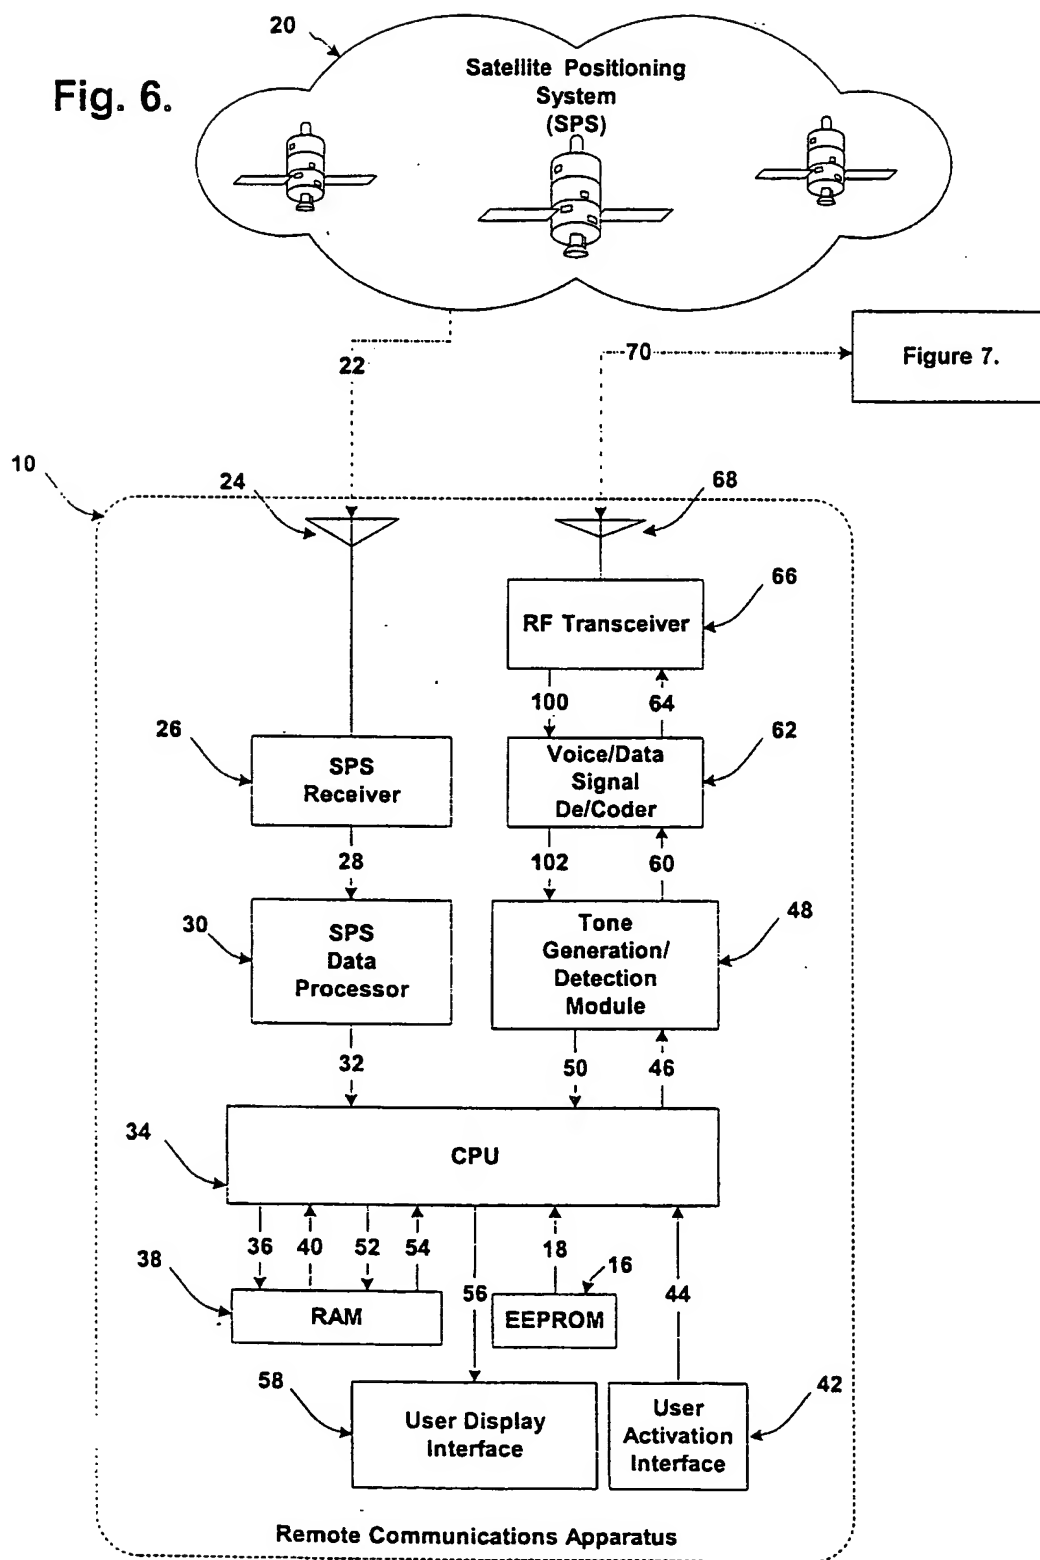 20
Fig. 6.
Satellite Positioning
System
(SPS)
22
70
Figure 7.
10
24
68
66
RF Transceiver
100
64
26
62
SPS
Receiver
Voice/Data
Signal
De/Coder
28
102
60
30
48
SPS
Data
Processor
Tone
Generation/
Detection
Module
32
50
46
34
CPU
36
40
52
54
18
16
38
56
44
RAM
EEPROM
58
42
User Display
Interface
User
Activation
Interface
Remote Communications Apparatus